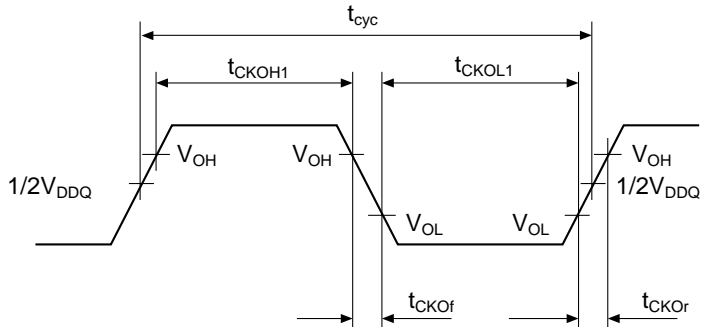 tcyc
tCKOH1 tCKOL1
VOH VOH VOH
1/2VDDQ 1/2VDDQ
VOL VOL
tCKOf tCKOr